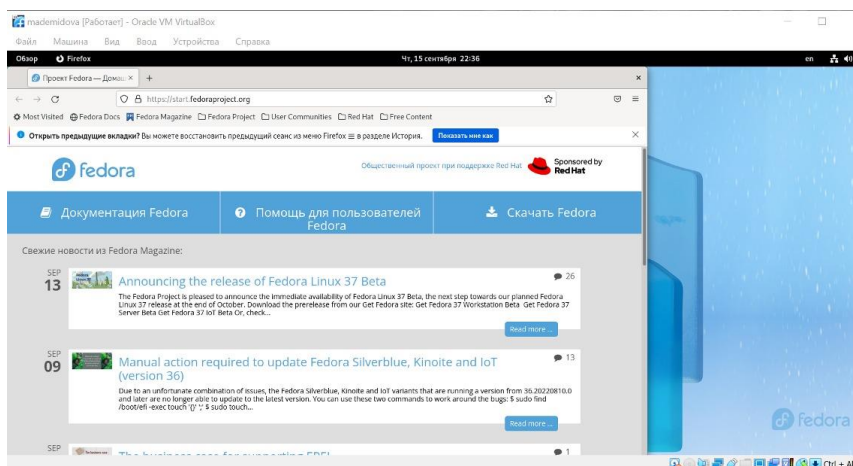 mademidova [Работает] - Oracle VM VirtualBox
Файл Машина Вид Ввод Устройства Справка
Обзор Firefox Чт, 15 сентября 22:36 en
Проект Fedora — Домаш × +
https://start.fedoraproject.org
Most Visited Fedora Docs Fedora Magazine Fedora Project User Communities Red Hat Free Content
Открыть предыдущие вкладки? Вы можете восстановить предыдущий сеанс из меню Firefox ≡ в разделе История. Показать мне как
fedora
Общественный проект при поддержке Red Hat
Sponsored by
Red Hat
Документация Fedora
Помощь для пользователей
Fedora
Скачать Fedora
Свежие новости из Fedora Magazine:
SEP
13
Announcing the release of Fedora Linux 37 Beta
26
The Fedora Project is pleased to announce the immediate availability of Fedora Linux 37 Beta, the next step towards our planned Fedora
Linux 37 release at the end of October. Download the prerelease from our Get Fedora site: Get Fedora 37 Workstation Beta Get Fedora 37
Server Beta Get Fedora 37 IoT Beta Or, check...
Read more ...
SEP
09
Manual action required to update Fedora Silverblue, Kinoite and IoT
(version 36)
13
Due to an unfortunate combination of issues, the Fedora Silverblue, Kinoite and IoT variants that are running a version from 36.20220810.0
and later are no longer able to update to the latest version. You can use these two commands to work around the bugs: $ sudo find
/boot/efi -exec touch '{}' ';' $ sudo touch...
Read more ...
SEP
The business case for supporting EPEL
1
fedora